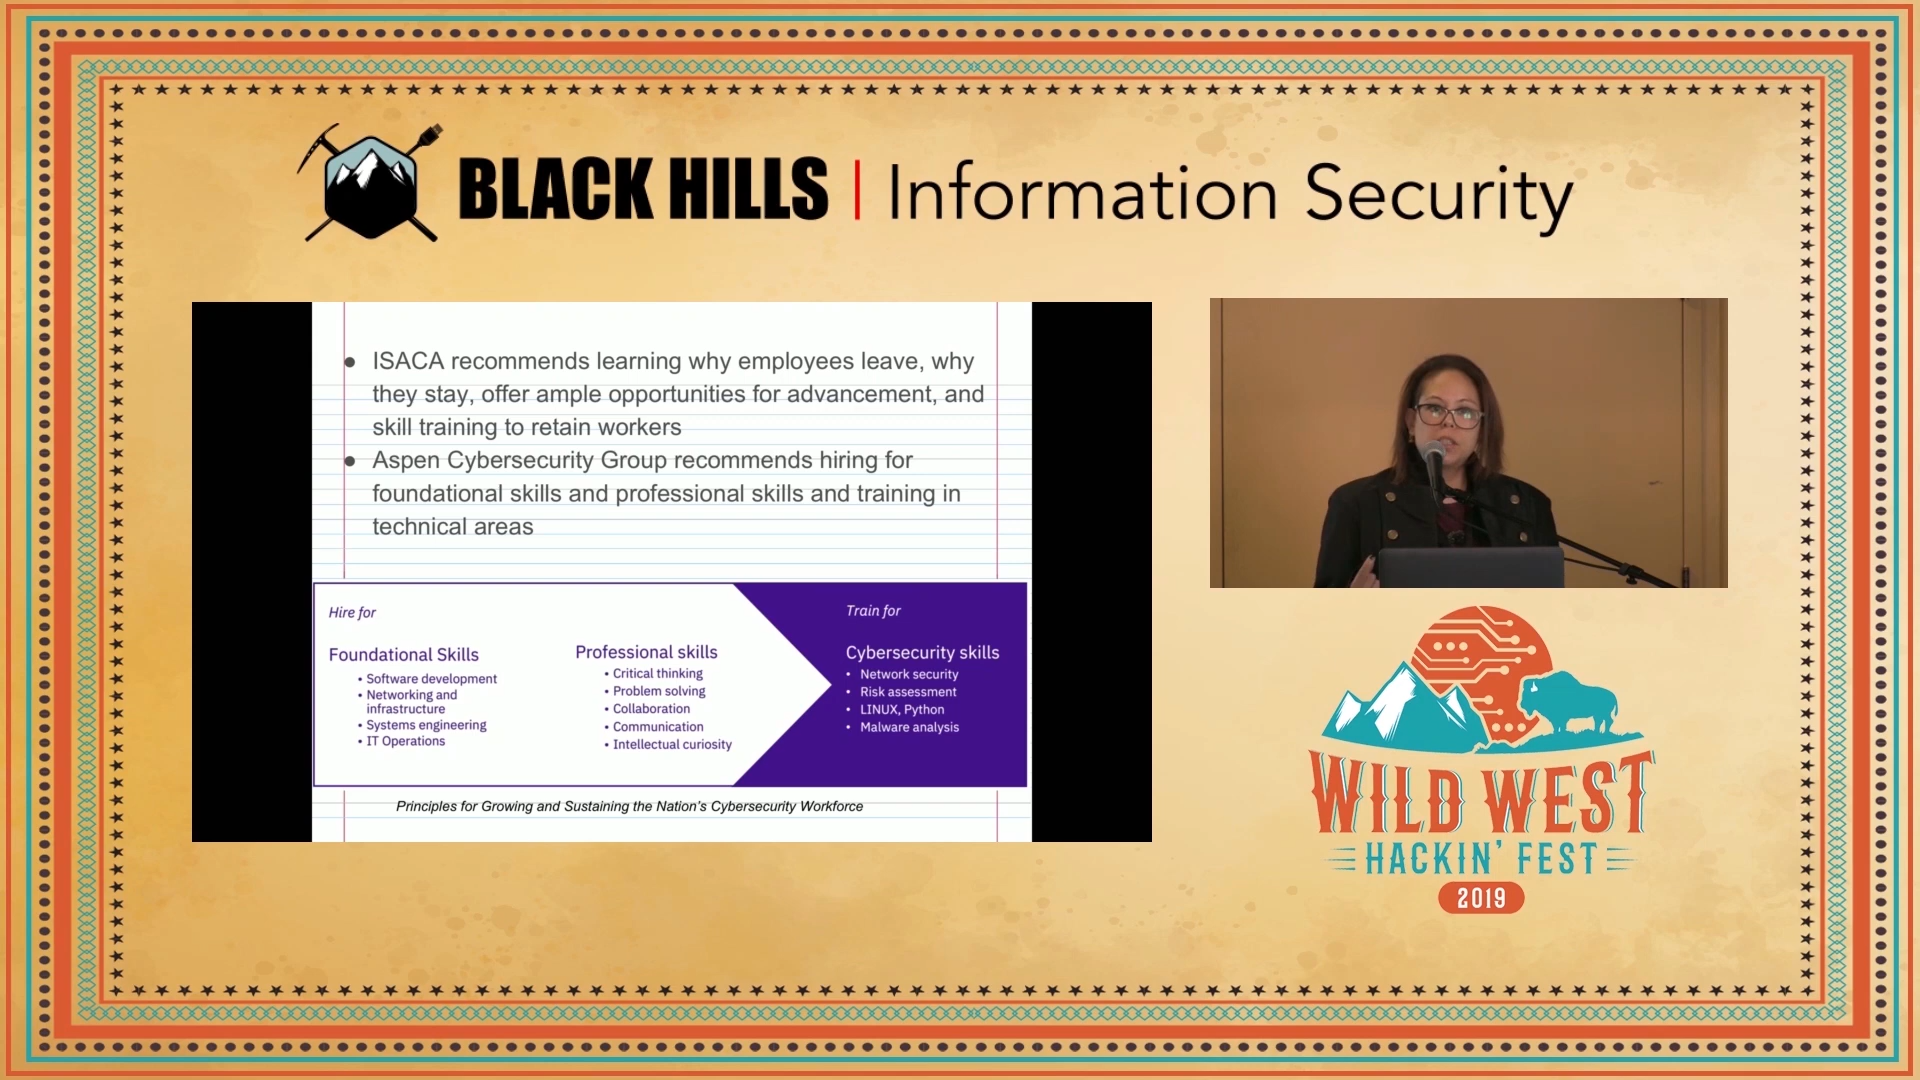 BLACK HILLS | Information Security
● ISACA recommends learning why employees leave, why
they stay, offer ample opportunities for advancement, and
skill training to retain workers
● Aspen Cybersecurity Group recommends hiring for
foundational skills and professional skills and training in
technical areas
Hire for
Foundational Skills
• Software development
• Networking and
infrastructure
• Systems engineering
• IT Operations
Professional skills
• Critical thinking
• Problem solving
• Collaboration
• Communication
• Intellectual curiosity
Train for
Cybersecurity skills
• Network security
• Risk assessment
• LINUX, Python
• Malware analysis
Principles for Growing and Sustaining the Nation's Cybersecurity Workforce
WILD WEST
HACKIN' FEST
2019